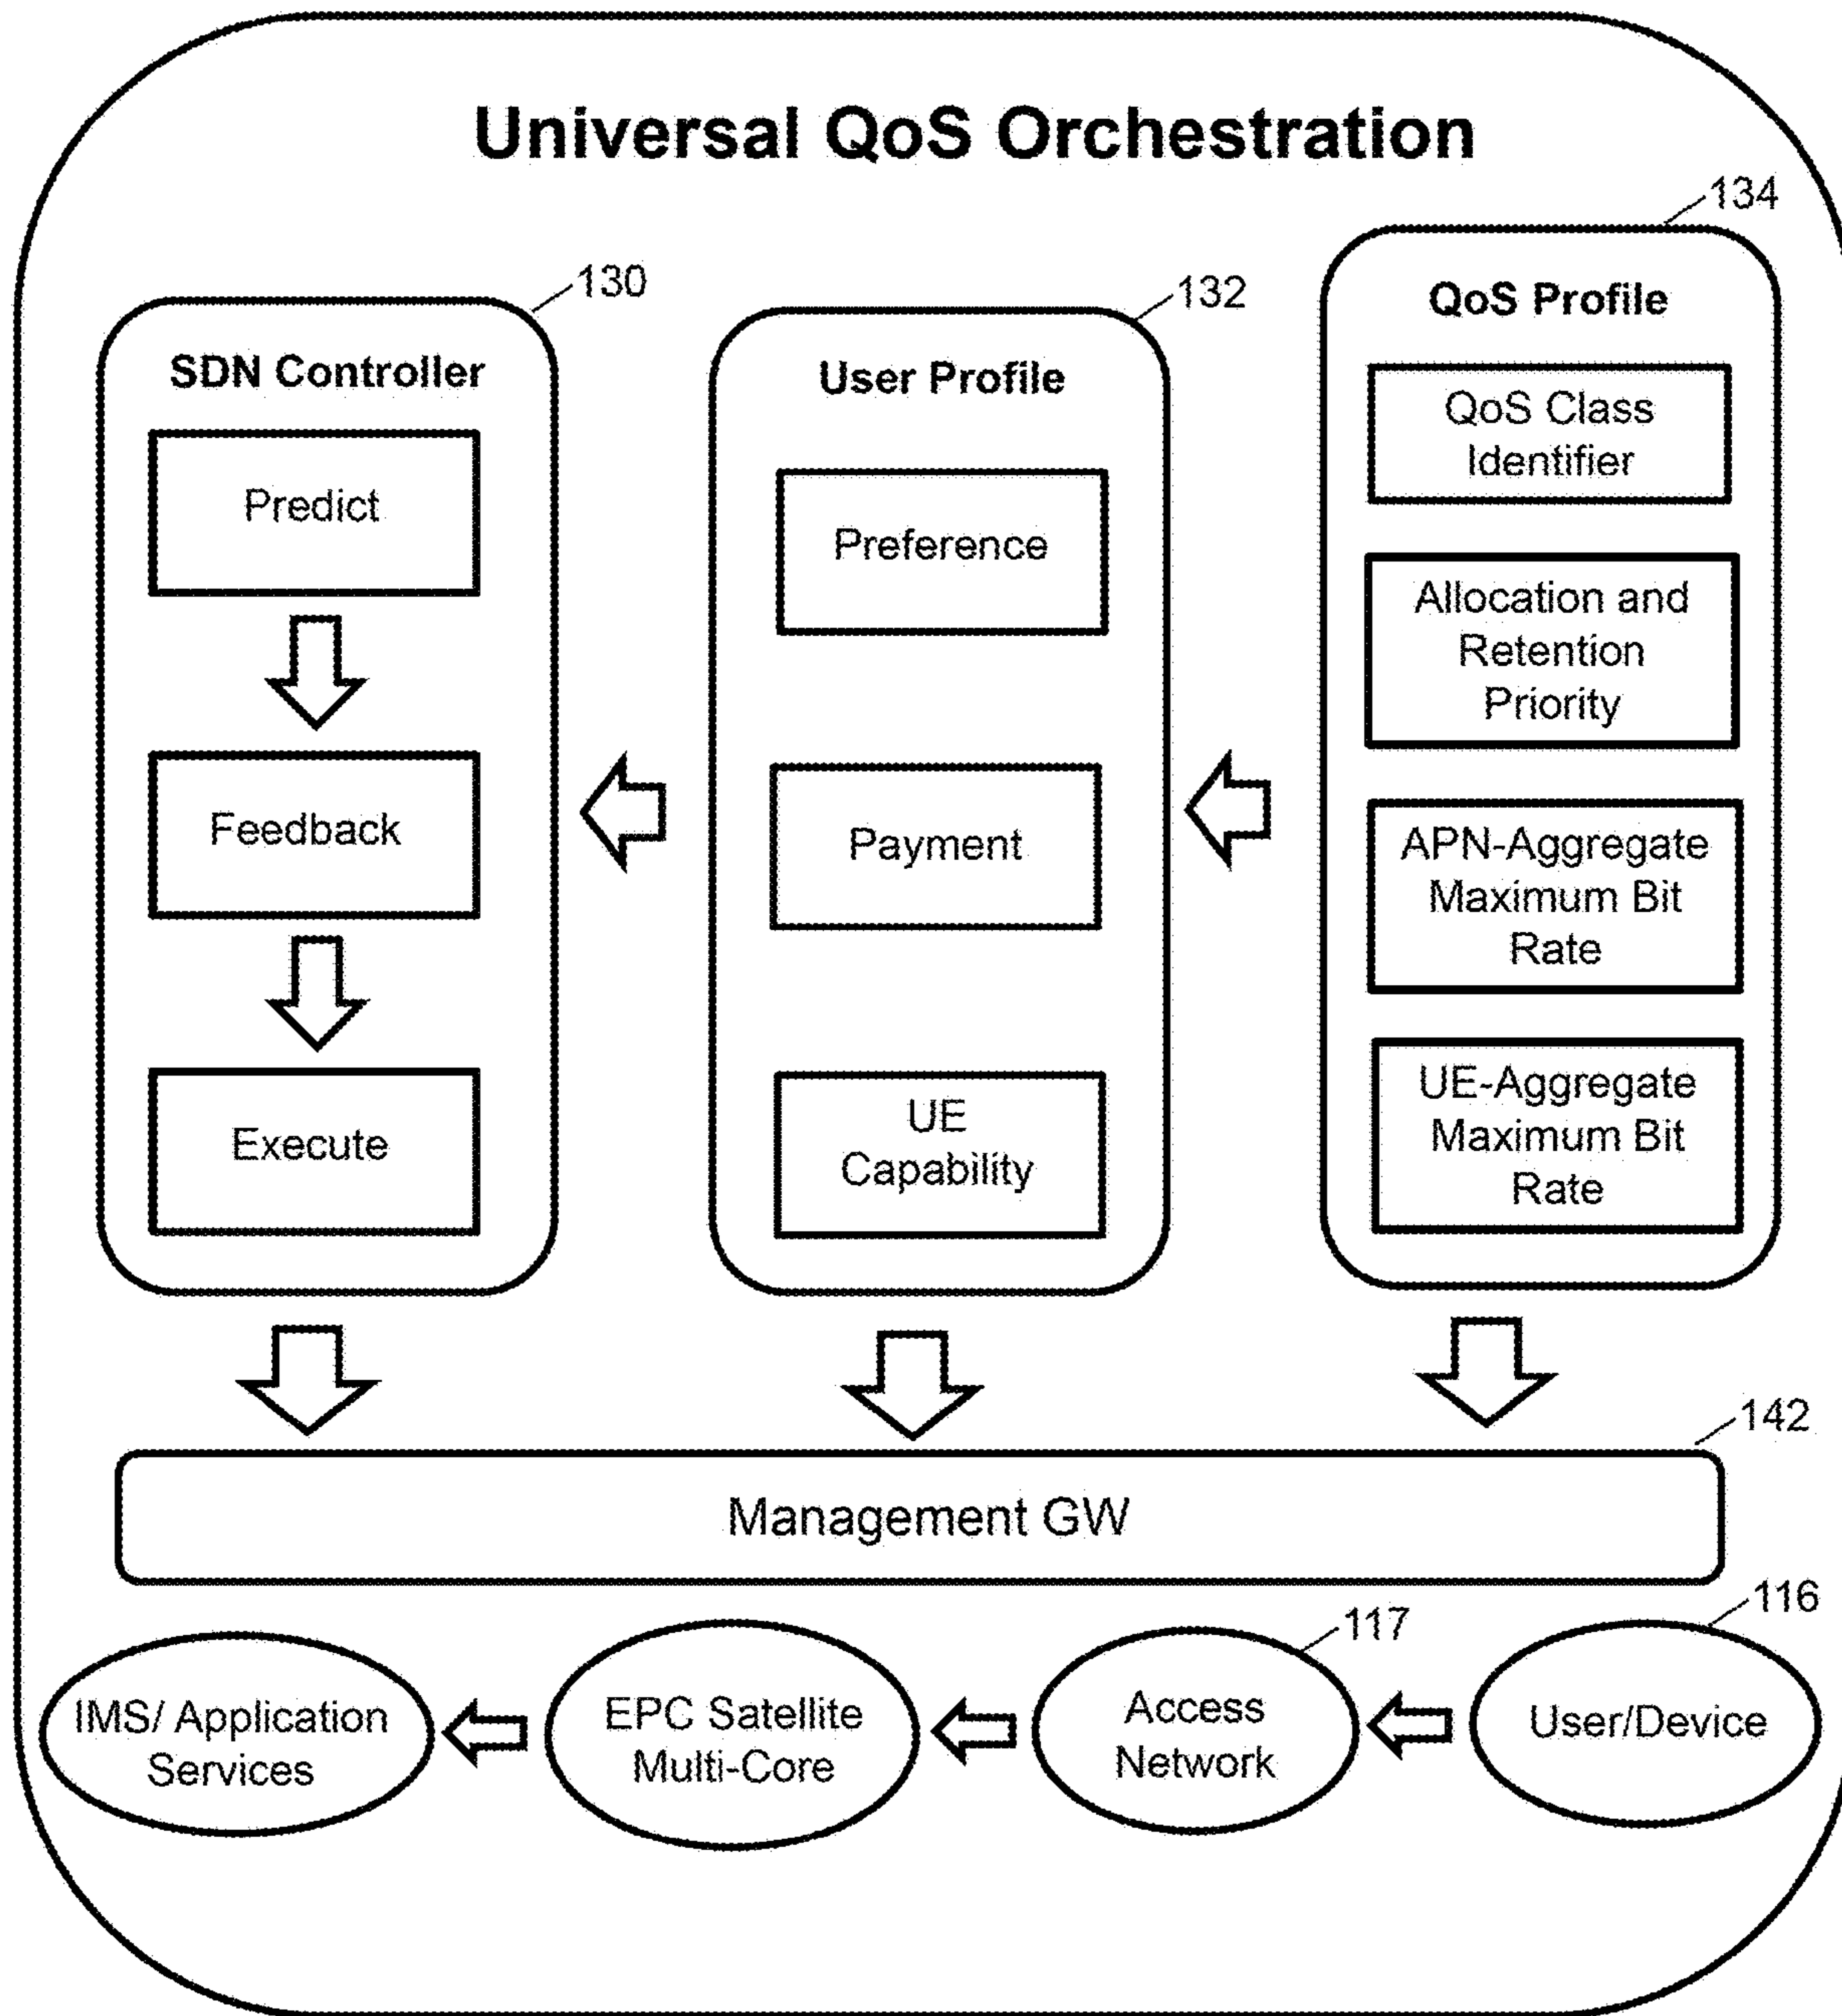 Universal QoS Orchestration
130
SDN Controller
Predict
Feedback
Execute
132
User Profile
Preference
Payment
UE
Capability
134
QoS Profile
QoS Class
Identifier
Allocation and
Retention
Priority
APN-Aggregate
Maximum Bit
Rate
UE-Aggregate
Maximum Bit
Rate
142
Management GW
IMS/ Application
Services
EPC Satellite
Multi-Core
117
Access
Network
116
User/Device